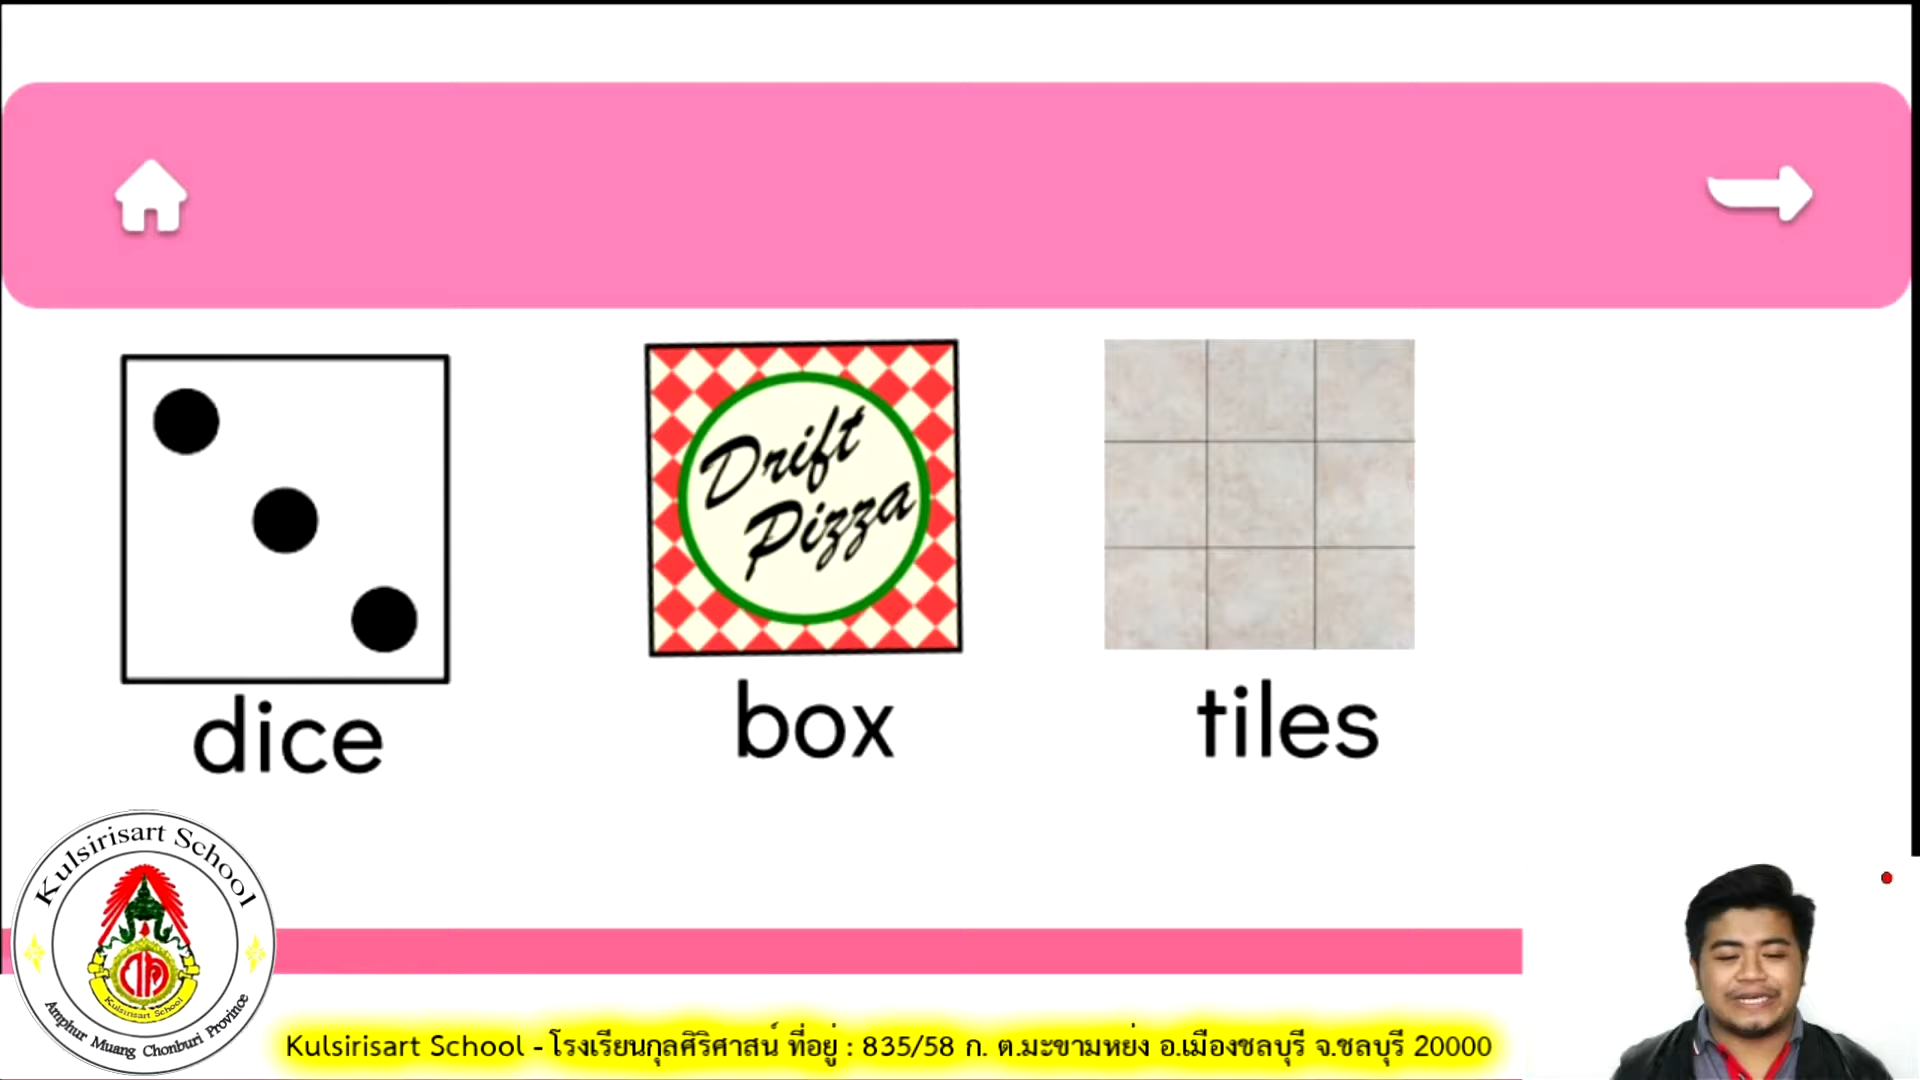 Drift
Pizza
dice
box
tiles
Kulsirisart School
Kulsirisart School
Amphur Muang Chonburi Province
Kulsirisart School - โรงเรียนกุลศิริศาสน์ ที่อยู่ : 835/58 ก. ต.มะขามหย่ง อ.เมืองชลบุรี จ.ชลบุรี 20000